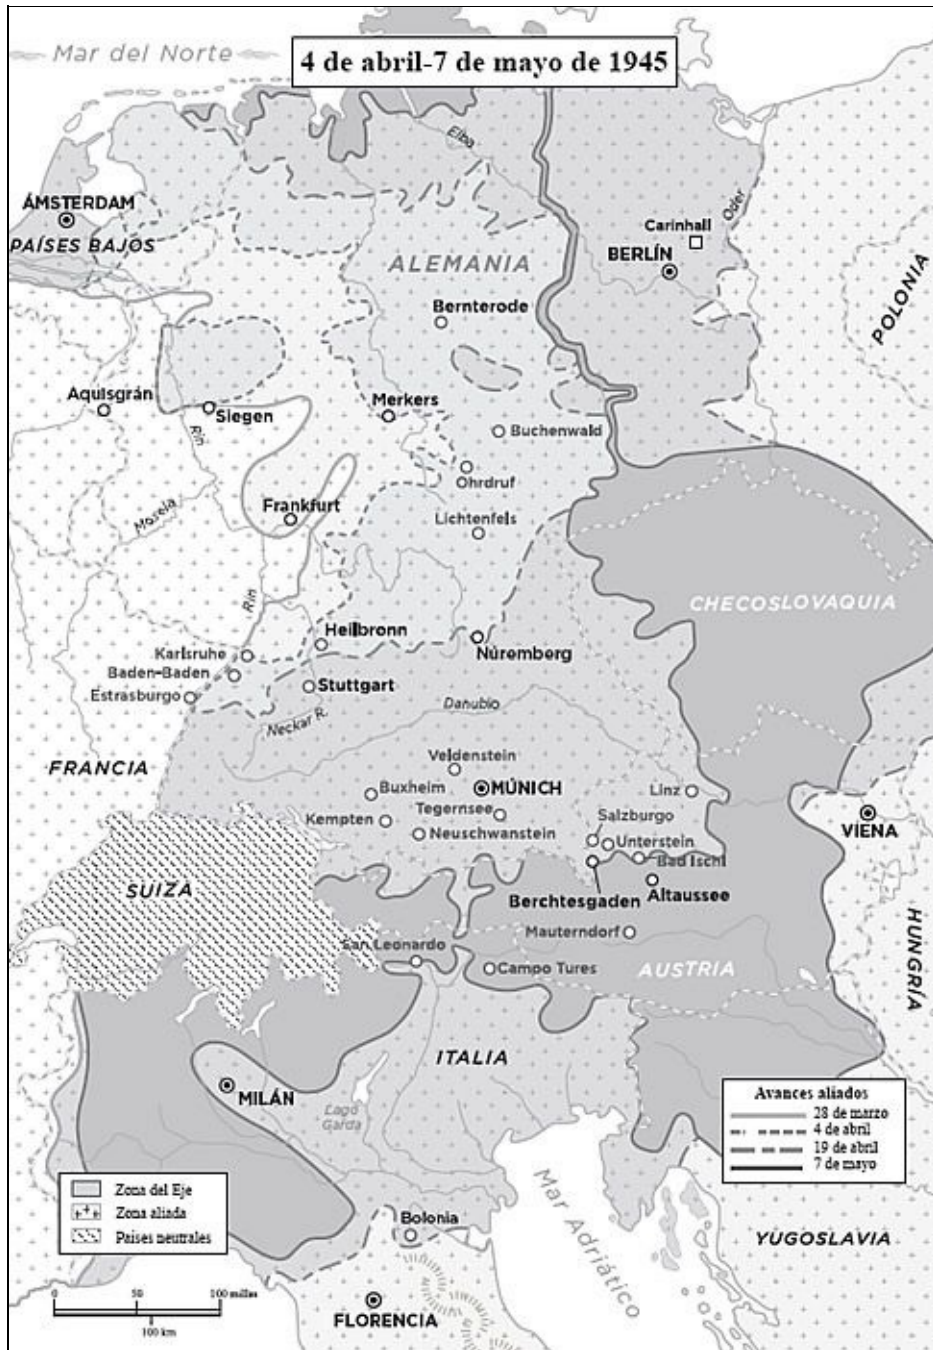 Mar del Norte
4 de abril-7 de mayo de 1945
Elba
ÁMSTERDAM
PAÍSES BAJOS
Carinhall
Oder
BERLÍN
ALEMANIA
POLONIA
Bernterode
Aquisgrán
Siegen
Merkers
Rin
Buchenwald
Ohrdruf
Mosela
Frankfurt
Lichtenfels
Rin
CHECOSLOVAQUIA
Heilbronn
Núremberg
Karlsruhe
Baden-Baden
Estrasburgo
Stuttgart
Neckar R.
Danubio
FRANCIA
Veldenstein
Buxheim
MÚNICH
Linz
Tegernsee
Salzburgo
Kempten
Neuschwanstein
Unterstein
VIENA
Bad Ischl
SUIZA
Berchtesgaden
Altaussee
Mauterndorf
HUNGRÍA
San Leonardo
Campo Tures
AUSTRIA
ITALIA
MILÁN
Lago
Garda
Avances aliados
28 de marzo
4 de abril
19 de abril
7 de mayo
Zona del Eje
Zona aliada
Países neutrales
Bolonia
Mar Adriático
YUGOSLAVIA
0 50 100 millas
100 km
FLORENCIA